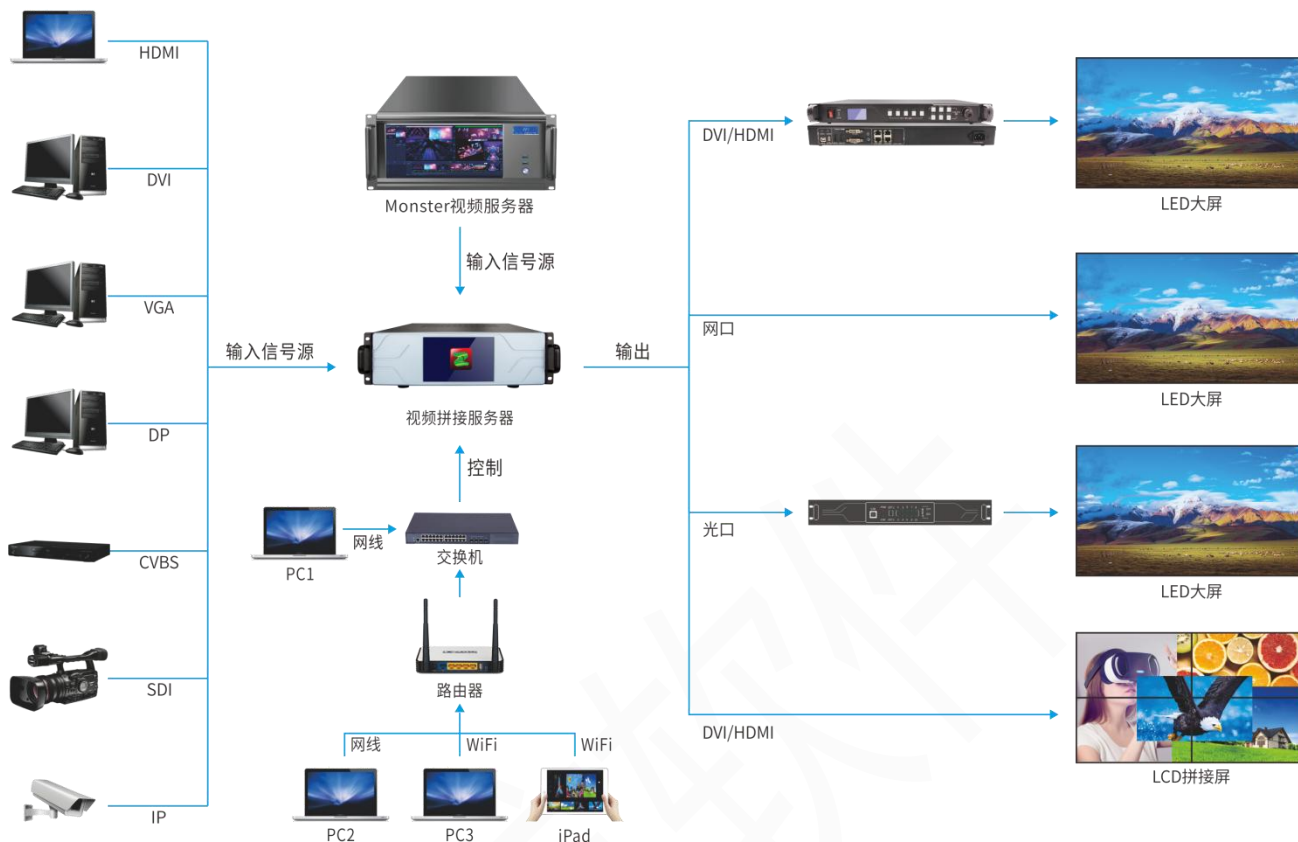 HDMI
DVI
VGA
DP
CVBS
SDI
IP
输入信号源
Monster视频服务器
输入信号源
视频拼接服务器
控制
PC1
网线
交换机
路由器
网线
WiFi
WiFi
PC2
PC3
iPad
输出
DVI/HDMI
LED大屏
网口
LED大屏
光口
LED大屏
DVI/HDMI
LCD拼接屏
软件